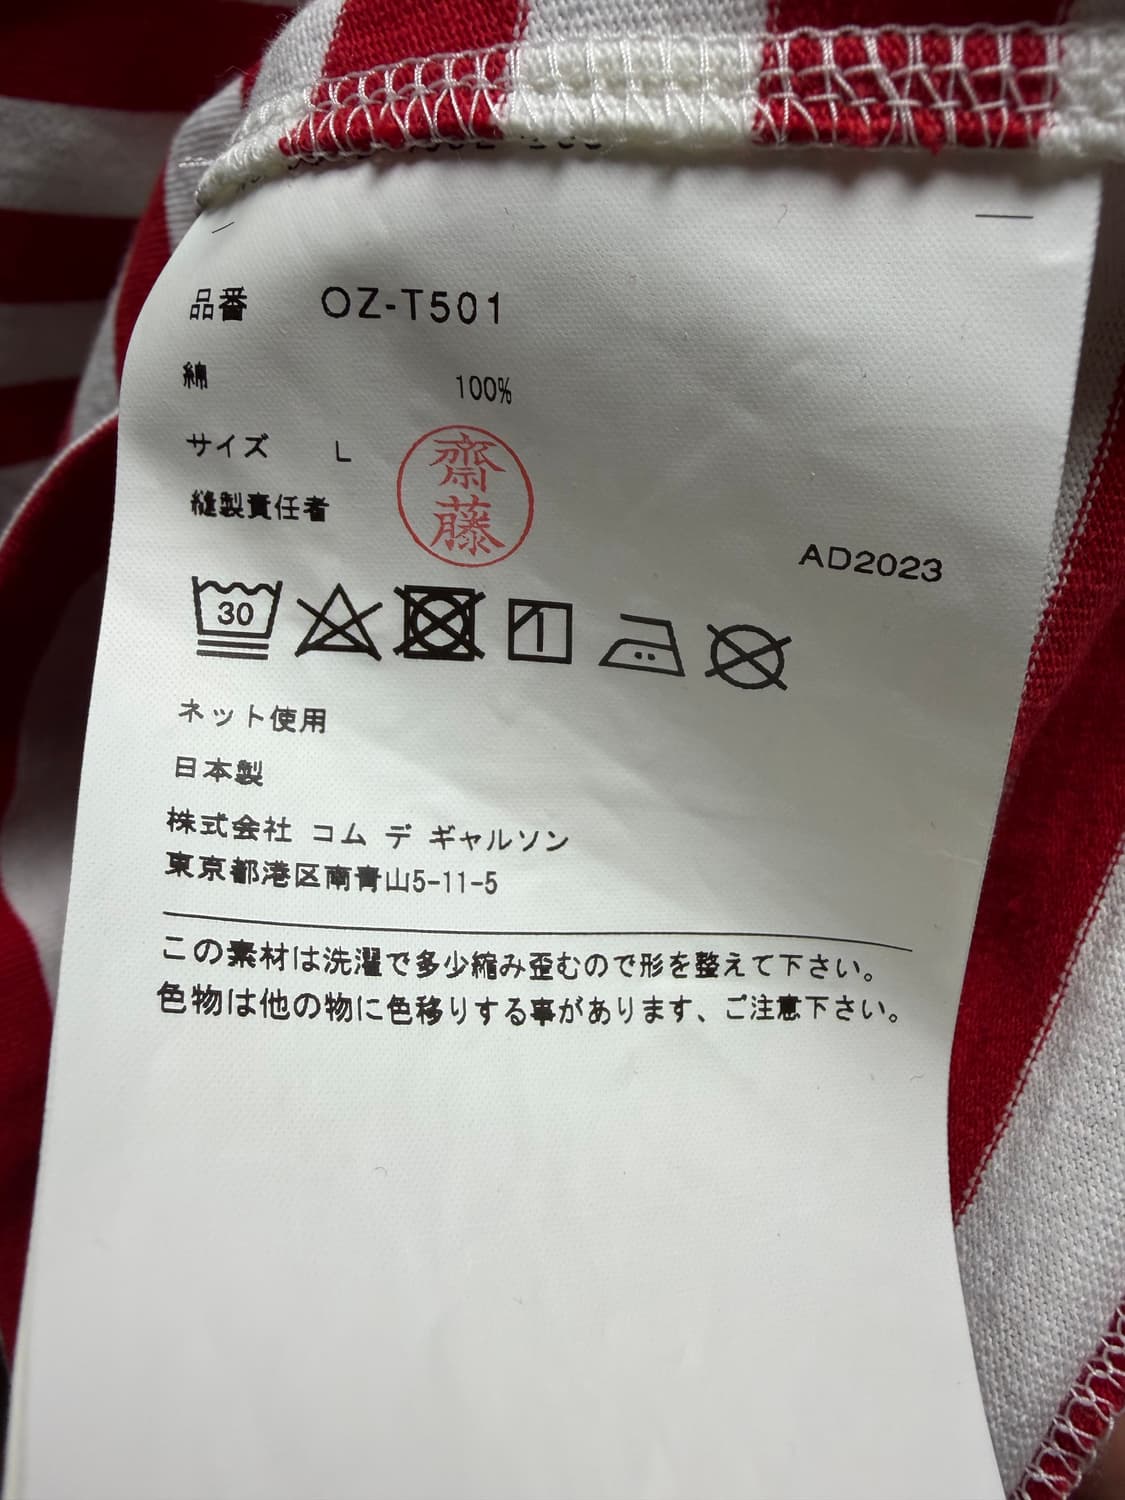 品番 OZ-T501
綿 100%
サイズ L
縫製責任者 齋藤
AD2023
30
ネット使用
日本製
株式会社 コム デ ギャルソン
東京都港区南青山5-11-5
この素材は洗濯で多少縮み歪むので形を整えて下さい。
色物は他の物に色移りする事があります、ご注意下さい。